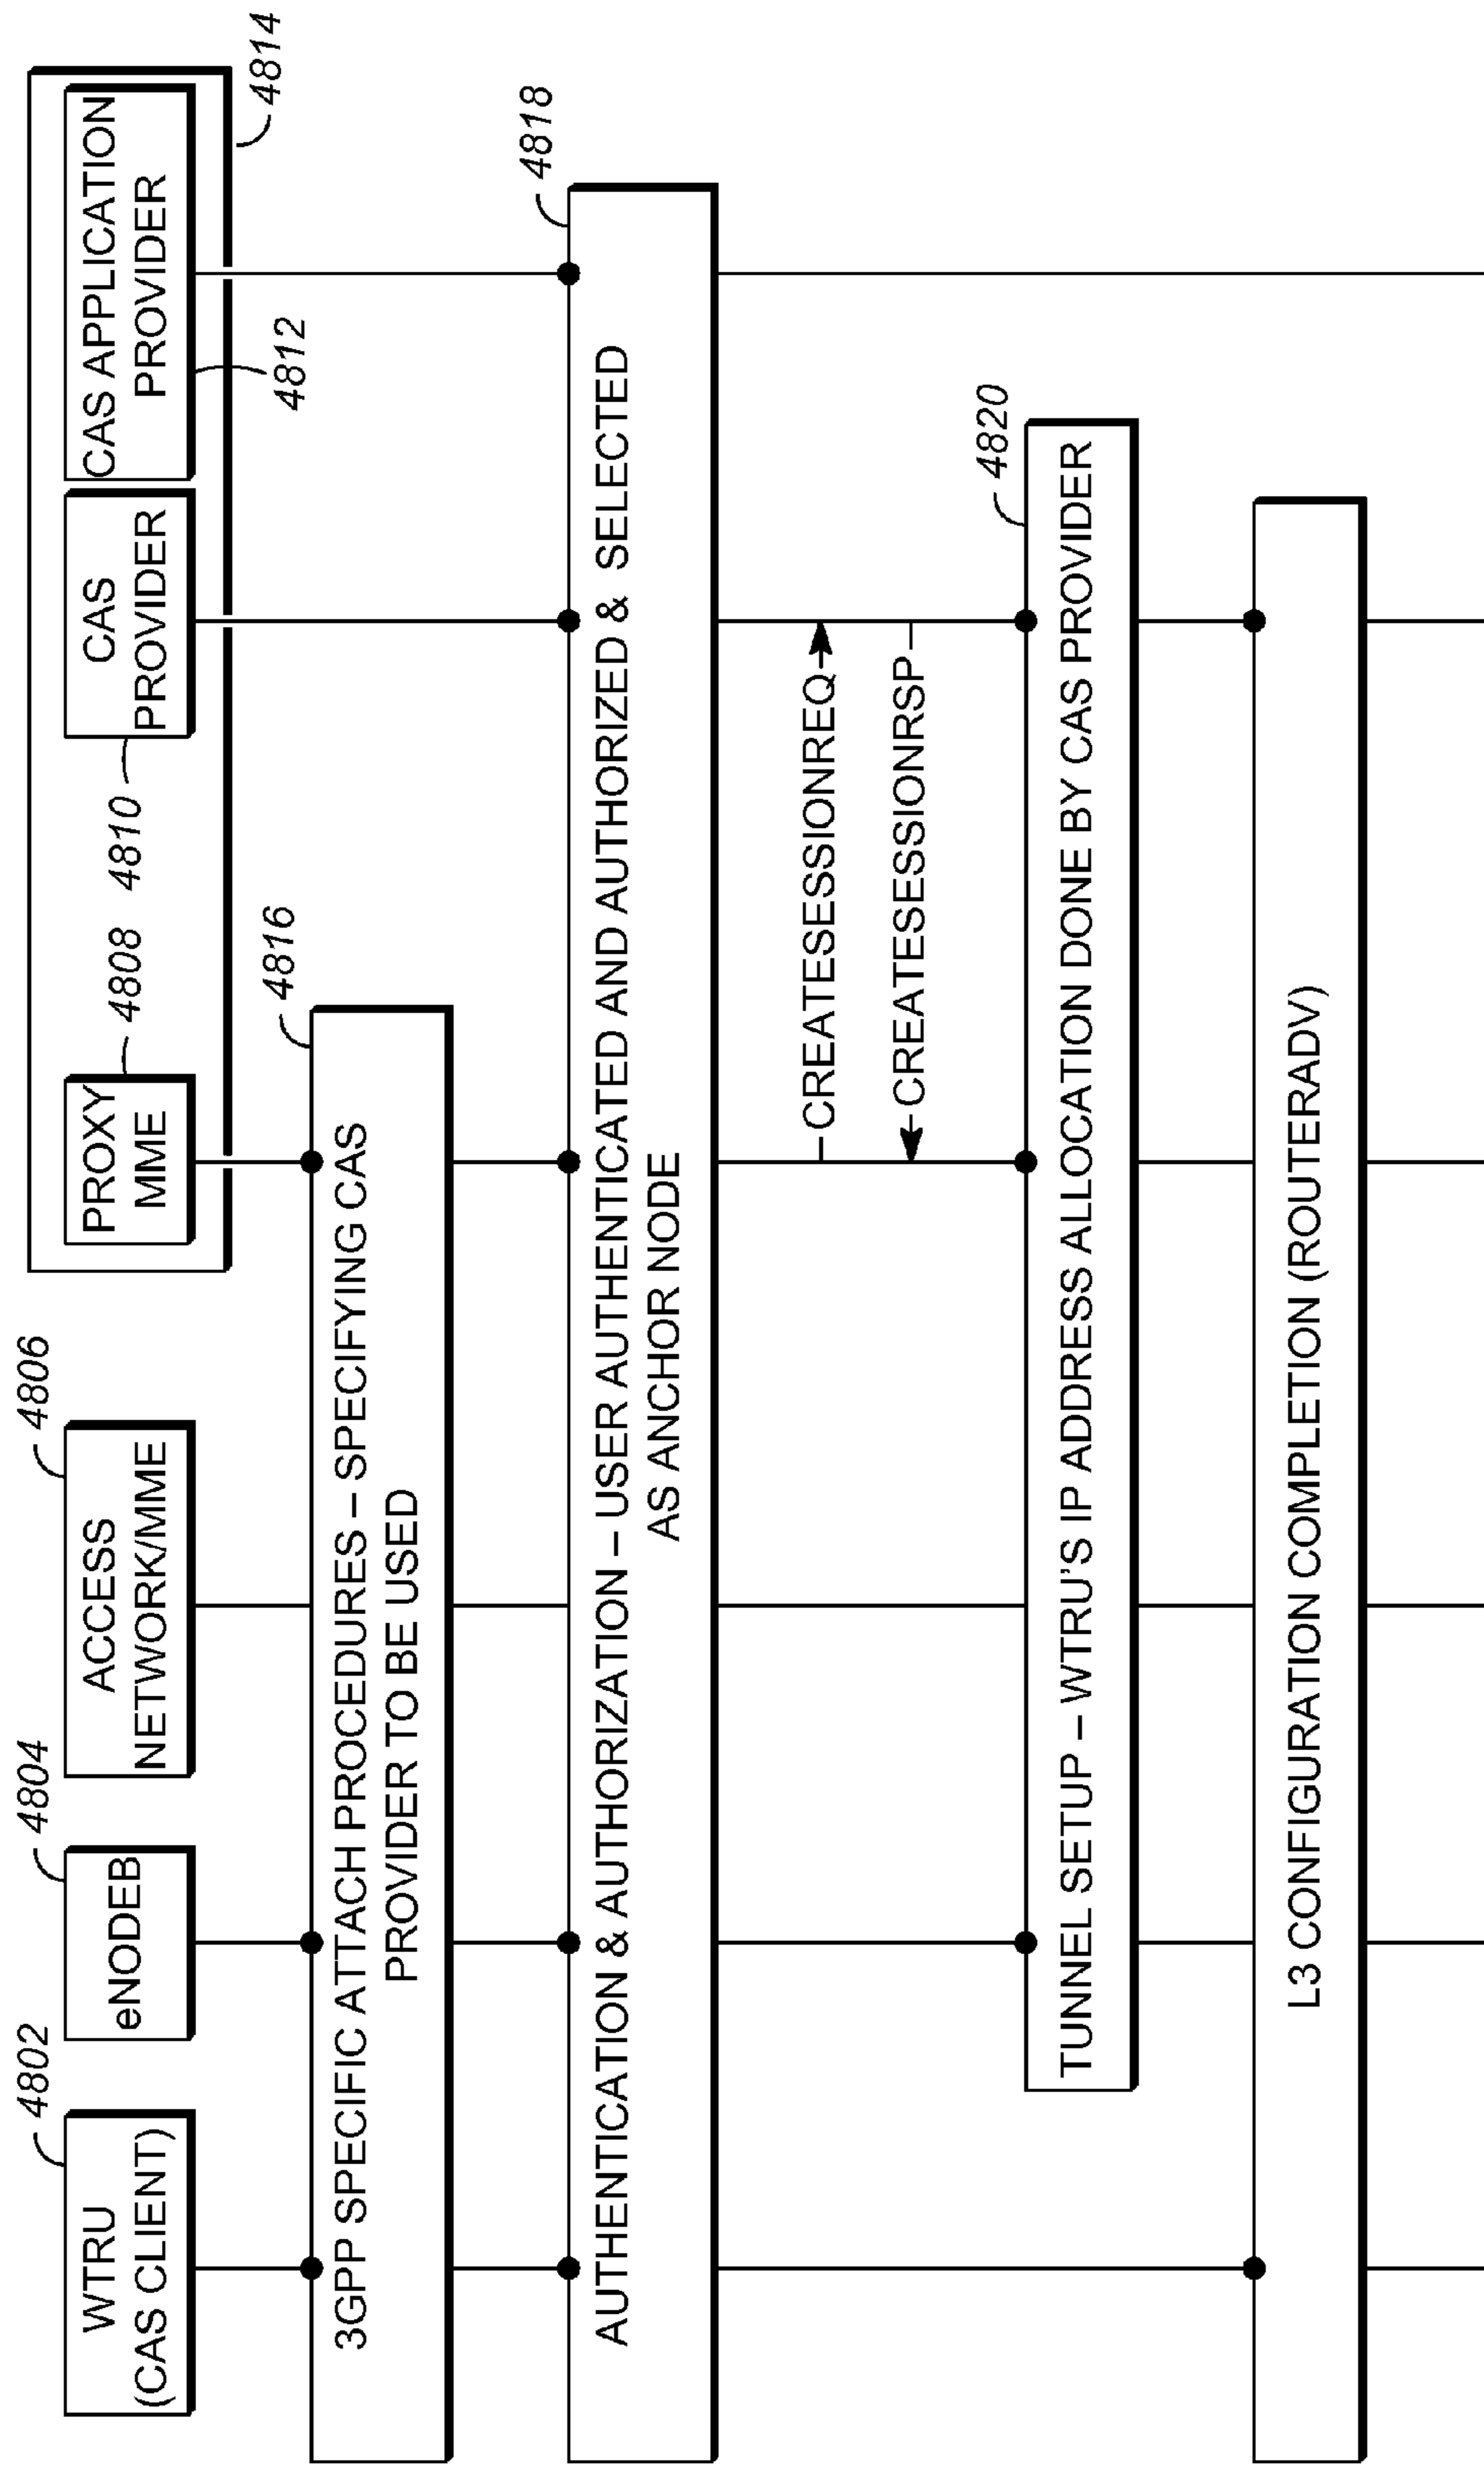 4802
WTRU
(CAS CLIENT)
4804
eNODEB
4806
ACCESS
NETWORK/MME
PROXY
MME
4808
4810
CAS
PROVIDER
CAS APPLICATION
PROVIDER
4812
4814
4816
3GPP SPECIFIC ATTACH PROCEDURES – SPECIFYING CAS
PROVIDER TO BE USED
4818
AUTHENTICATION & AUTHORIZATION – USER AUTHENTICATED AND AUTHORIZED & SELECTED
AS ANCHOR NODE
CREATESESSIONREQ
CREATESESSIONRSP
4820
TUNNEL SETUP – WTRU'S IP ADDRESS ALLOCATION DONE BY CAS PROVIDER
L3 CONFIGURATION COMPLETION (ROUTERADV)